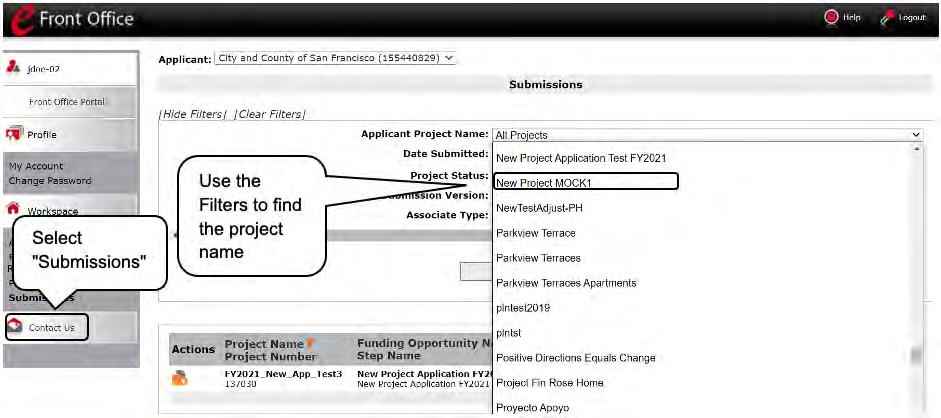 e Front Office
Help Logout
jdoe-02
Front Office Portal
Profile
My Account
Change Password
Workspace
Submissions
Contact Us
Select
"Submissions"
Applicant: City and County of San Francisco (155440829)
Submissions
|Hide Filters| |Clear Filters|
Applicant Project Name: All Projects
Date Submitted:
Project Status:
Submission Version:
Associate Type:
Use the
Filters to find
the project
name
New Project Application Test FY2021
New Project MOCK1
NewTestAdjust-PH
Parkview Terrace
Parkview Terraces
Parkview Terraces Apartments
plntest2019
plntst
Positive Directions Equals Change
Project Fin Rose Home
Proyecto Apoyo
Actions
Project Name
Project Number
Funding Opportunity N
Step Name
FY2021_New_App_Test3
137030
New Project Application FY2
New Project Application FY2021